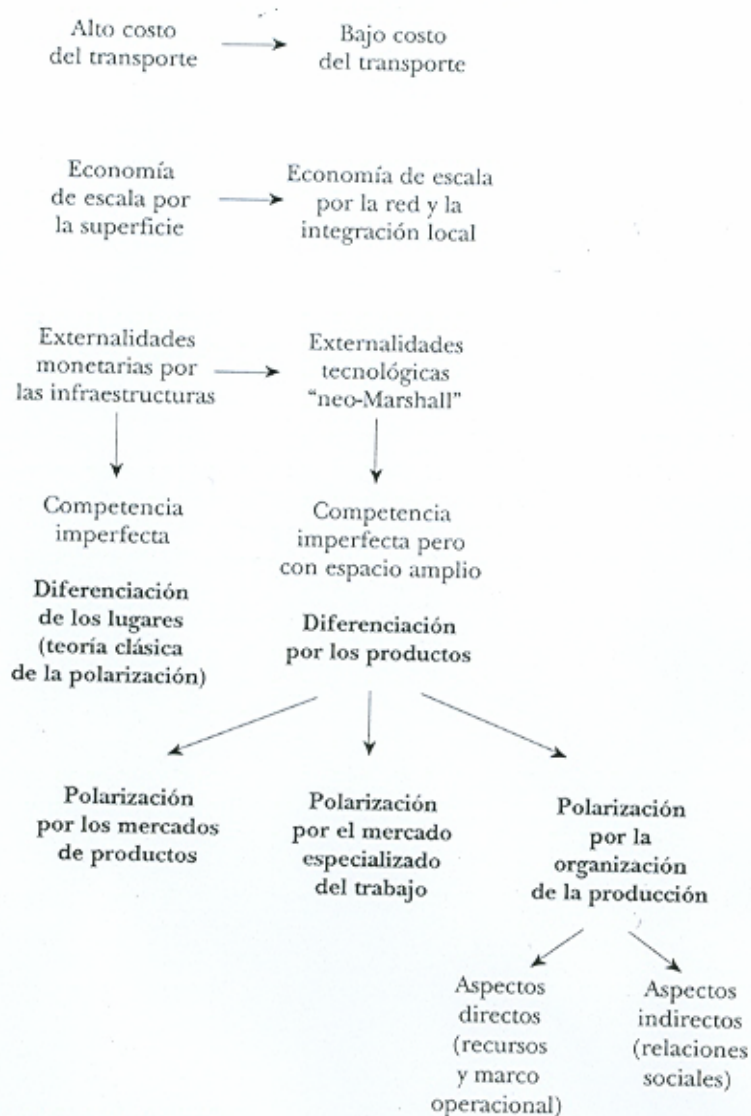 Alto costo
del transporte
Bajo costo
del transporte
Economía
de escala por
la superficie
Economía de escala
por la red y la
integración local
Externalidades
monetarias por
las infraestructuras
Externalidades
tecnológicas
“neo-Marshall”
Competencia
imperfecta
Competencia
imperfecta pero
con espacio amplio
Diferenciación
de los lugares
(teoría clásica
de la polarización)
Diferenciación
por los productos
Polarización
por los mercados
de productos
Polarización
por el mercado
especializado
del trabajo
Polarización
por la
organización
de la producción
Aspectos
directos
(recursos
y marco
operacional)
Aspectos
indirectos
(relaciones
sociales)